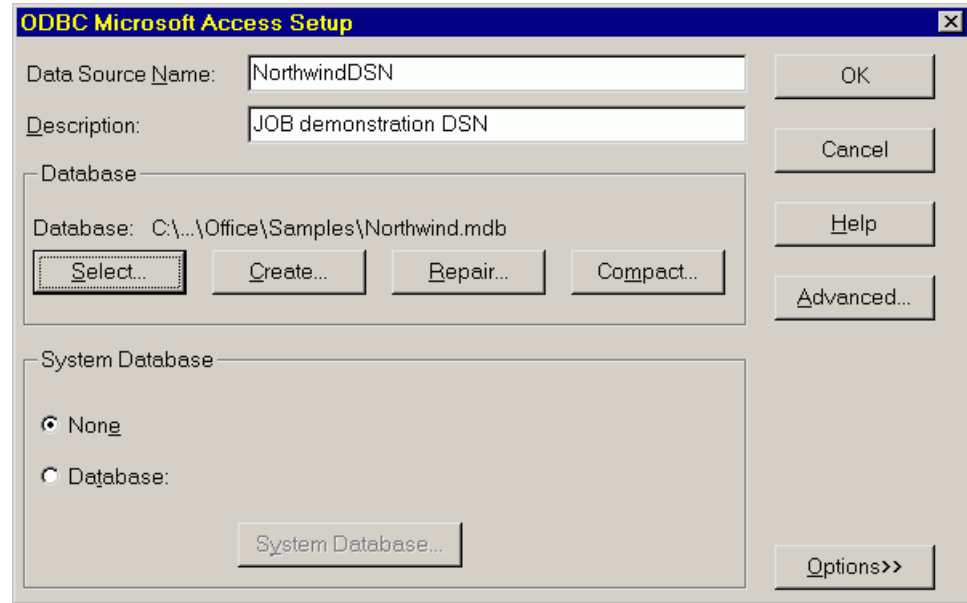 ODBC Microsoft Access Setup
Data Source Name: NorthwindDSN
OK
Description: JOB demonstration DSN
Cancel
Database
Database: C:\...\Office\Samples\Northwind.mdb
Help
Select... Create... Repair... Compact...
Advanced...
System Database
None
Database:
System Database...
Options>>